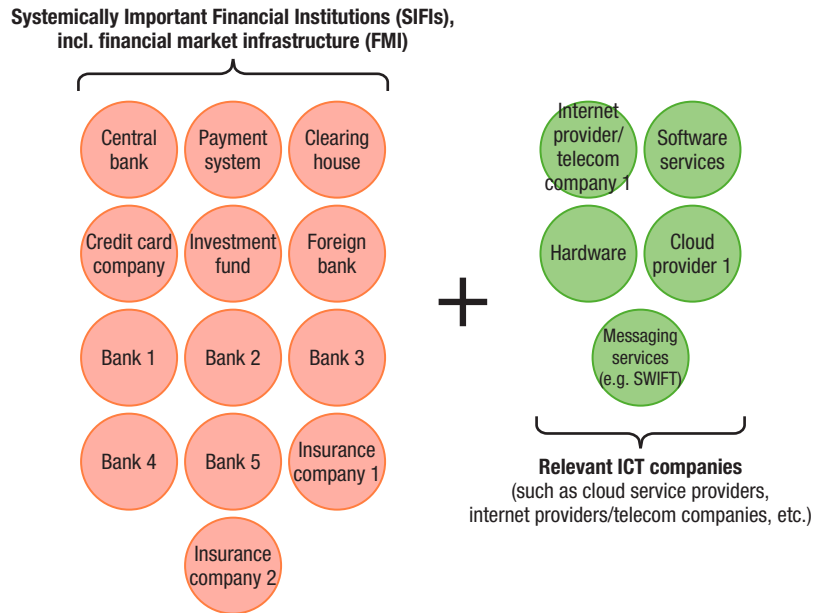 Systemically Important Financial Institutions (SIFIs),
incl. financial market infrastructure (FMI)
Central
bank
Payment
system
Clearing
house
Credit card
company
Investment
fund
Foreign
bank
Bank 1
Bank 2
Bank 3
Bank 4
Bank 5
Insurance
company 1
Insurance
company 2
+
Internet
provider/
telecom
company 1
Software
services
Hardware
Cloud
provider 1
Messaging
services
(e.g. SWIFT)
Relevant ICT companies
(such as cloud service providers,
internet providers/telecom companies, etc.)